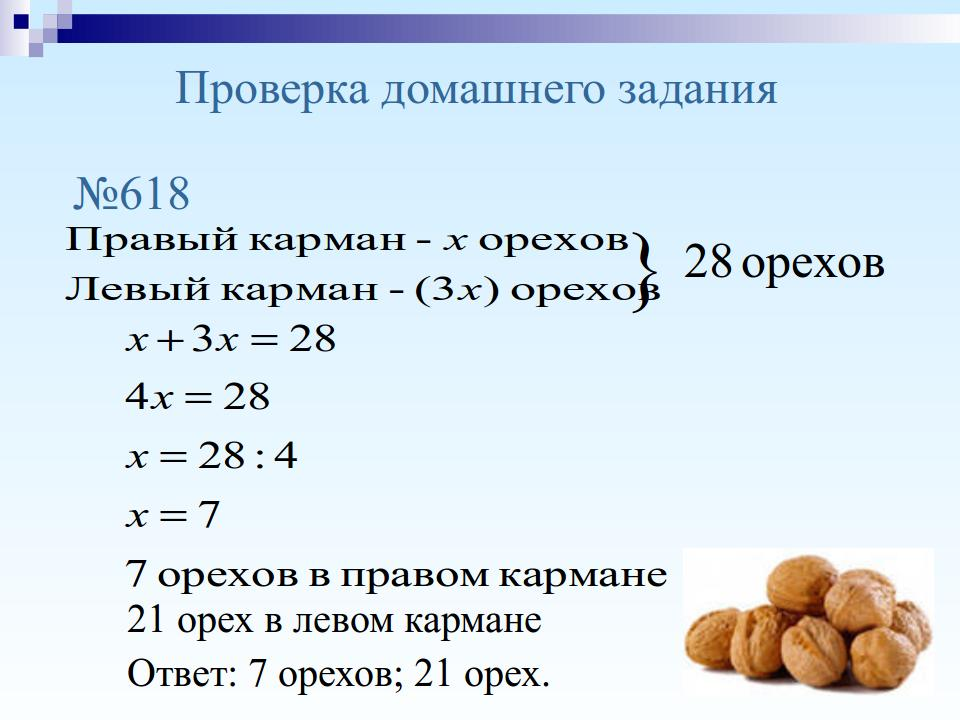 Проверка домашнего задания
№618
Правый карман - x орехов
Левый карман - (3x) орехов
} 28 орехов
x + 3x = 28
4x = 28
x = 28 : 4
x = 7
7 орехов в правом кармане
21 орех в левом кармане
Ответ: 7 орехов; 21 орех.